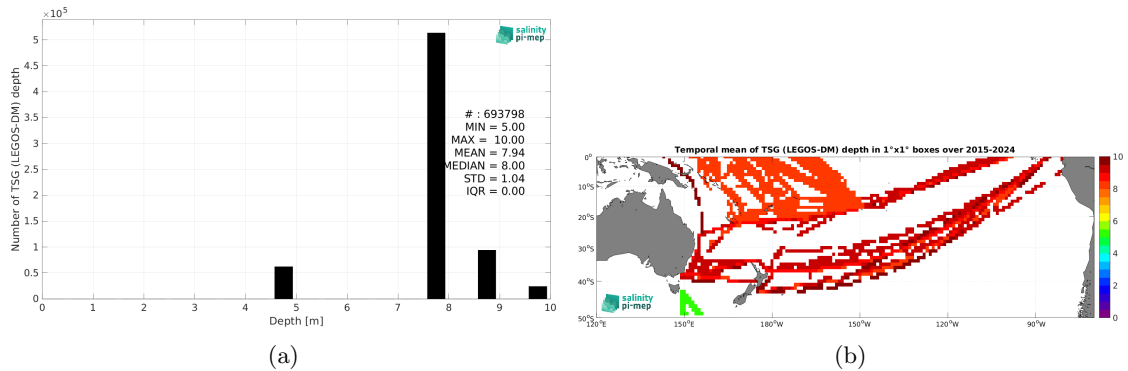 ×10⁵
5
4.5
4
3.5
3
2.5
2
1.5
1
0.5
0
Number of TSG (LEGOS-DM) depth
salinity
pi-mep
# : 693798
MIN = 5.00
MAX = 10.00
MEAN = 7.94
MEDIAN = 8.00
STD = 1.04
IQR = 0.00
0 1 2 3 4 5 6 7 8 9 10
Depth [m]
(a)
Temporal mean of TSG (LEGOS-DM) depth in 1°x1° boxes over 2015-2024
0°
10°S
20°S
30°S
40°S
50°S
salinity
pi-mep
120°E 150°E 180°W 150°W 120°W 90°W
10
8
6
4
2
0
(b)